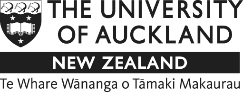 THE UNIVERSITY
OF AUCKLAND
NEW ZEALAND
Te Whare Wānanga o Tāmaki Makaurau